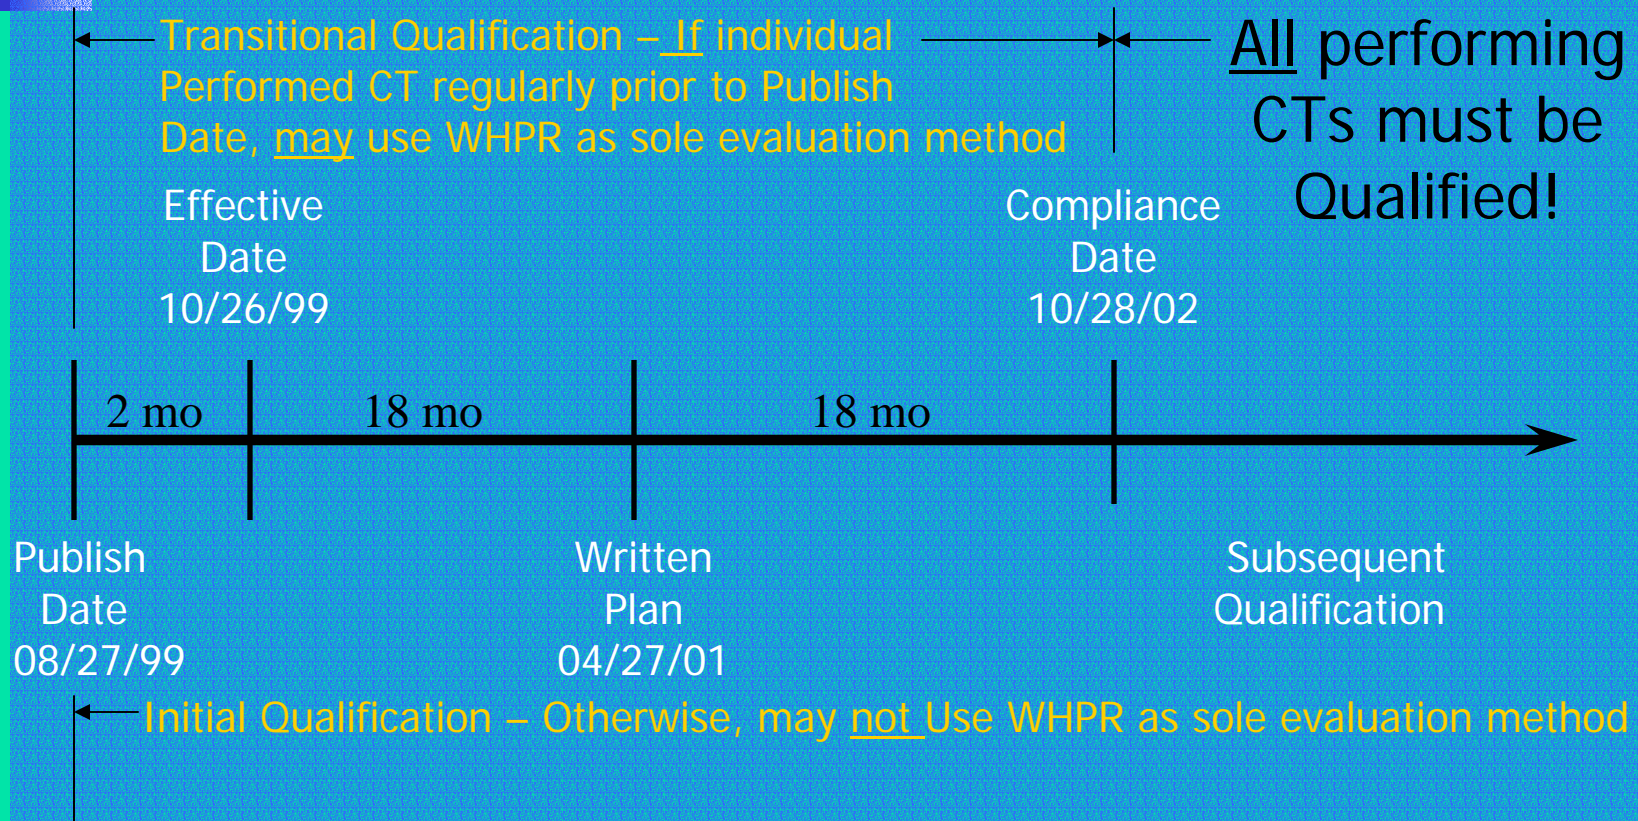 Transitional Qualification – If individual
Performed CT regularly prior to Publish
Date, may use WHPR as sole evaluation method
All performing
CTs must be
Qualified!
Effective
Date
10/26/99
Compliance
Date
10/28/02
2 mo
18 mo
18 mo
Publish
Date
08/27/99
Written
Plan
04/27/01
Subsequent
Qualification
Initial Qualification – Otherwise, may not Use WHPR as sole evaluation method